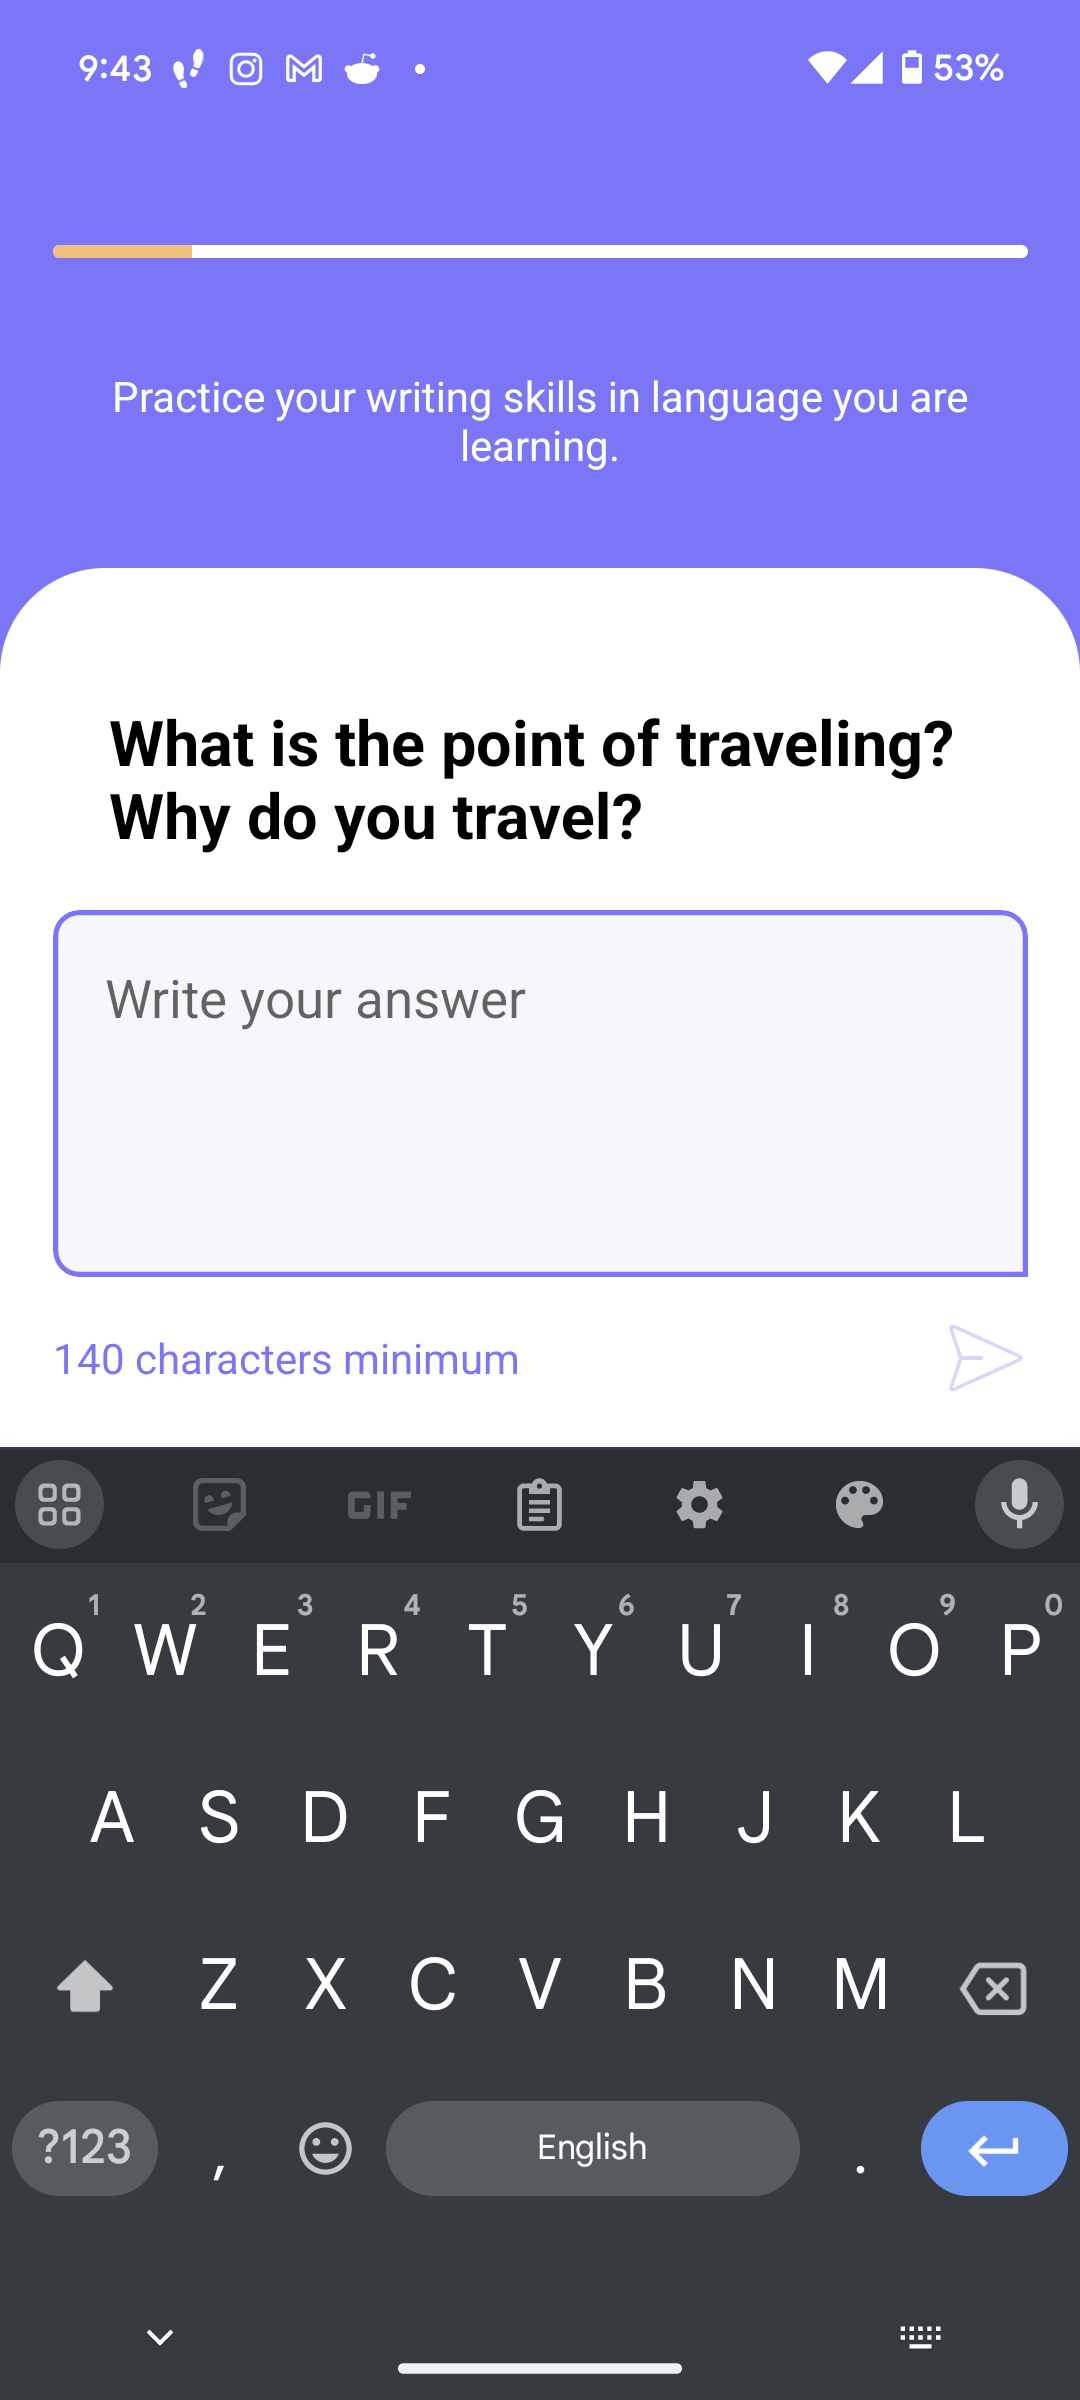 9:43 53%
Practice your writing skills in language you are
learning.
What is the point of traveling?
Why do you travel?
Write your answer
140 characters minimum
GIF
1 2 3 4 5 6 7 8 9 0
Q W E R T Y U I O P
A S D F G H J K L
Z X C V B N M
?123 , English .